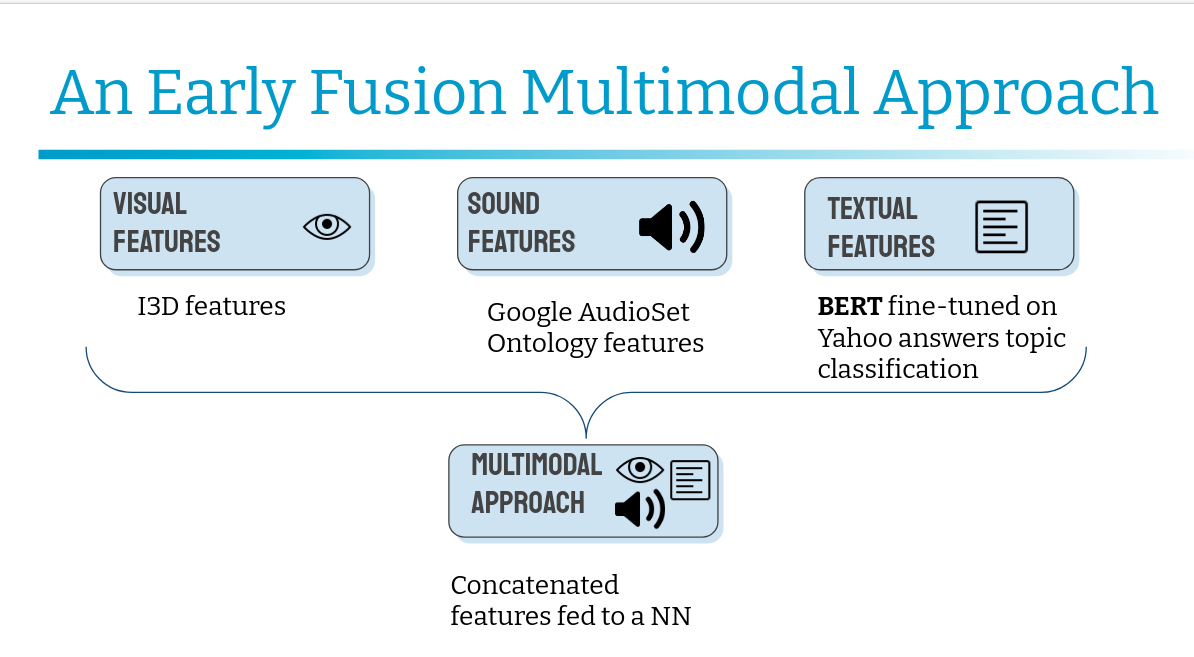 An Early Fusion Multimodal Approach
VISUAL
FEATURES
I3D features
SOUND
FEATURES
Google AudioSet
Ontology features
TEXTUAL
FEATURES
BERT fine-tuned on
Yahoo answers topic
classification
MULTIMODAL
APPROACH
Concatenated
features fed to a NN